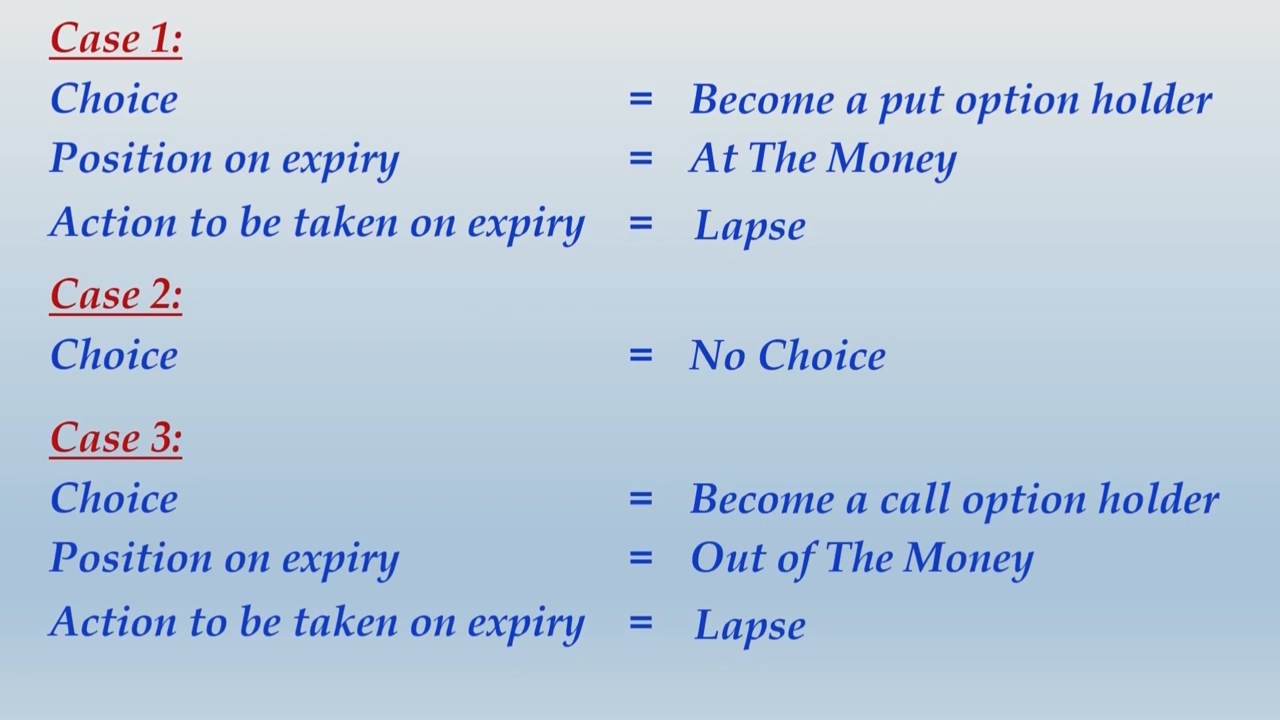 Case 1:
Choice = Become a put option holder
Position on expiry = At The Money
Action to be taken on expiry = Lapse
Case 2:
Choice = No Choice
Case 3:
Choice = Become a call option holder
Position on expiry = Out of The Money
Action to be taken on expiry = Lapse